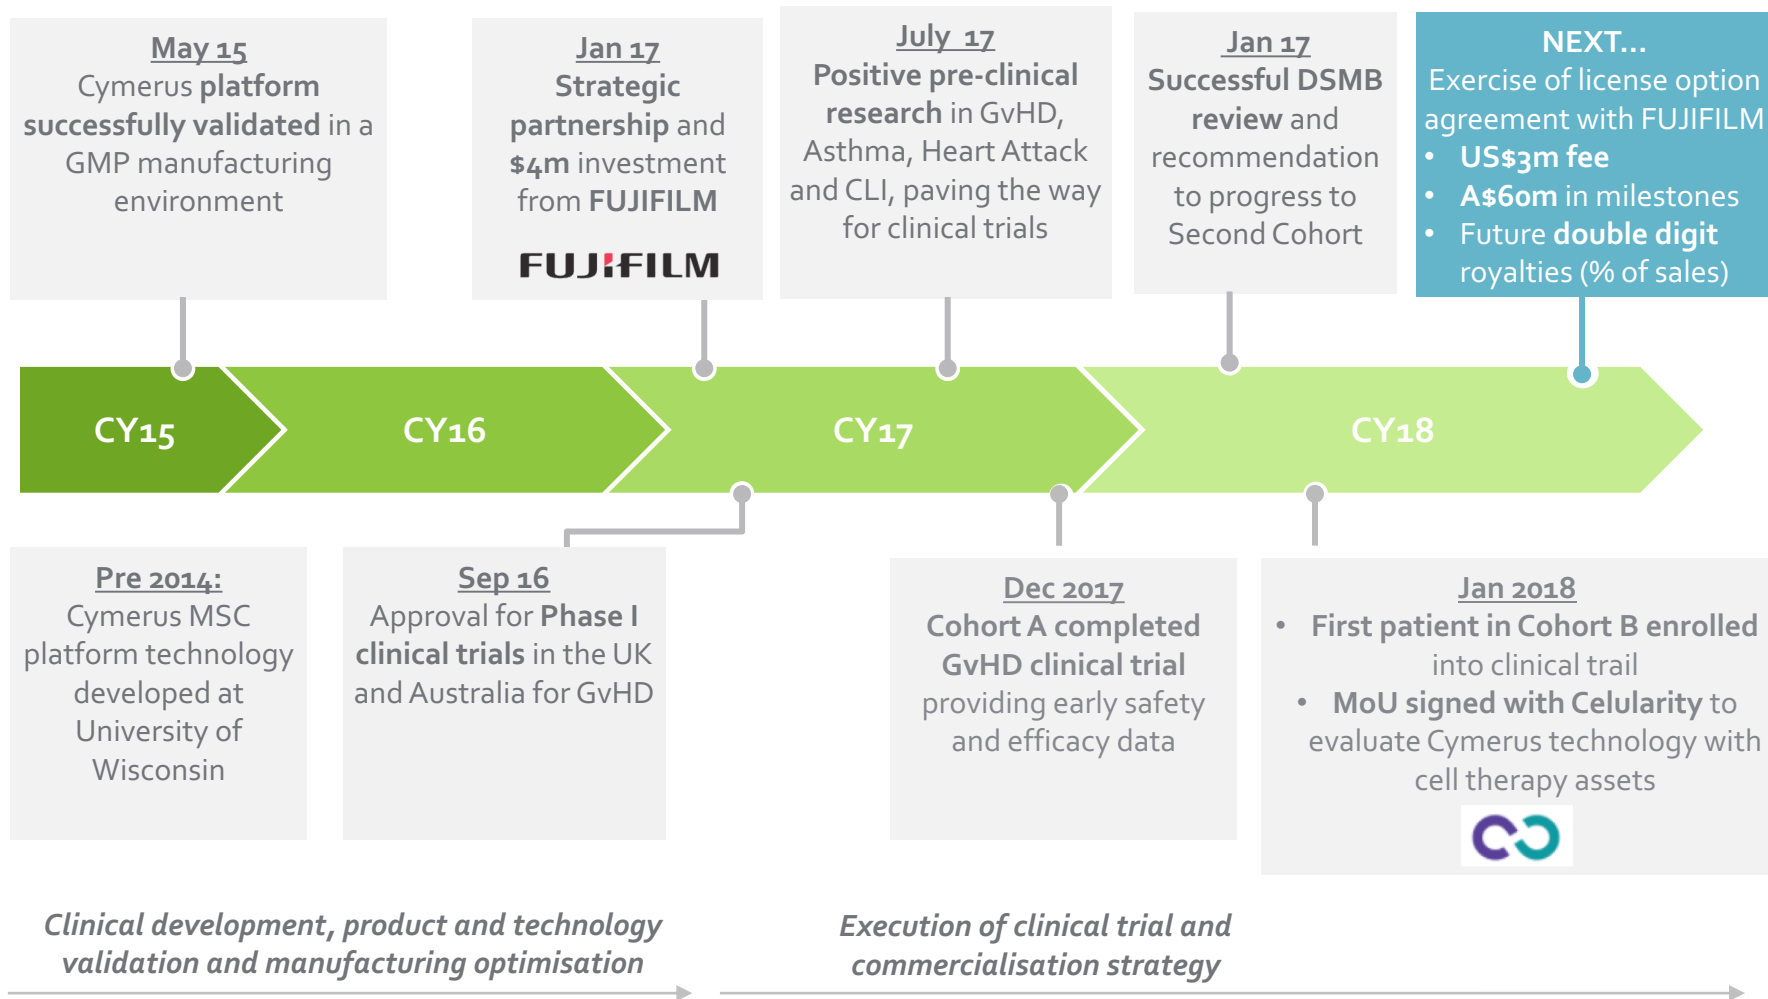 May 15
Cymerus platform
successfully validated in a
GMP manufacturing
environment
Jan 17
Strategic
partnership and
$4m investment
from FUJIFILM
FUJIFILM
July 17
Positive pre-clinical
research in GvHD,
Asthma, Heart Attack
and CLI, paving the way
for clinical trials
Jan 17
Successful DSMB
review and
recommendation
to progress to
Second Cohort
NEXT...
Exercise of license option
agreement with FUJIFILM
• US$3m fee
• A$60m in milestones
• Future double digit
royalties (% of sales)
CY15
CY16
CY17
CY18
Pre 2014:
Cymerus MSC
platform technology
developed at
University of
Wisconsin
Sep 16
Approval for Phase I
clinical trials in the UK
and Australia for GvHD
Dec 2017
Cohort A completed
GvHD clinical trial
providing early safety
and efficacy data
Jan 2018
• First patient in Cohort B enrolled
into clinical trail
• MoU signed with Celularity to
evaluate Cymerus technology with
cell therapy assets
Clinical development, product and technology
validation and manufacturing optimisation
Execution of clinical trial and
commercialisation strategy